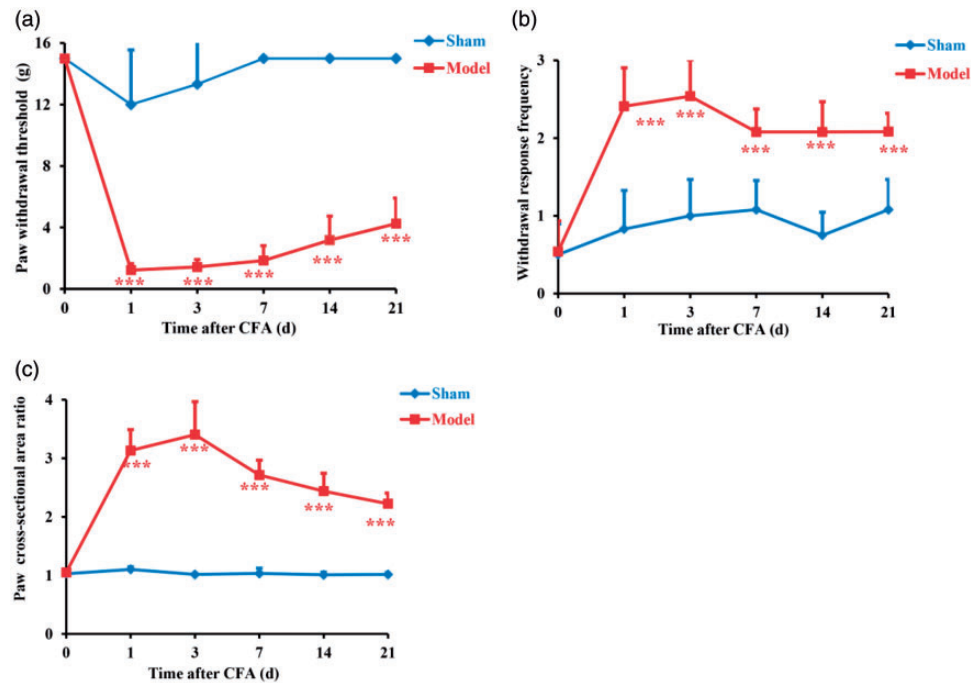 (a)
16
12
8
4
0
Paw withdrawal threshold (g)
Sham
Model
***
***
***
***
***
0 1 3 7 14 21
Time after CFA (d)
(b)
3
2
1
0
Withdrawal response frequency
Sham
Model
***
***
***
***
***
0 1 3 7 14 21
Time after CFA (d)
(c)
4
3
2
1
0
Paw cross-sectional area ratio
Sham
Model
***
***
***
***
***
0 1 3 7 14 21
Time after CFA (d)